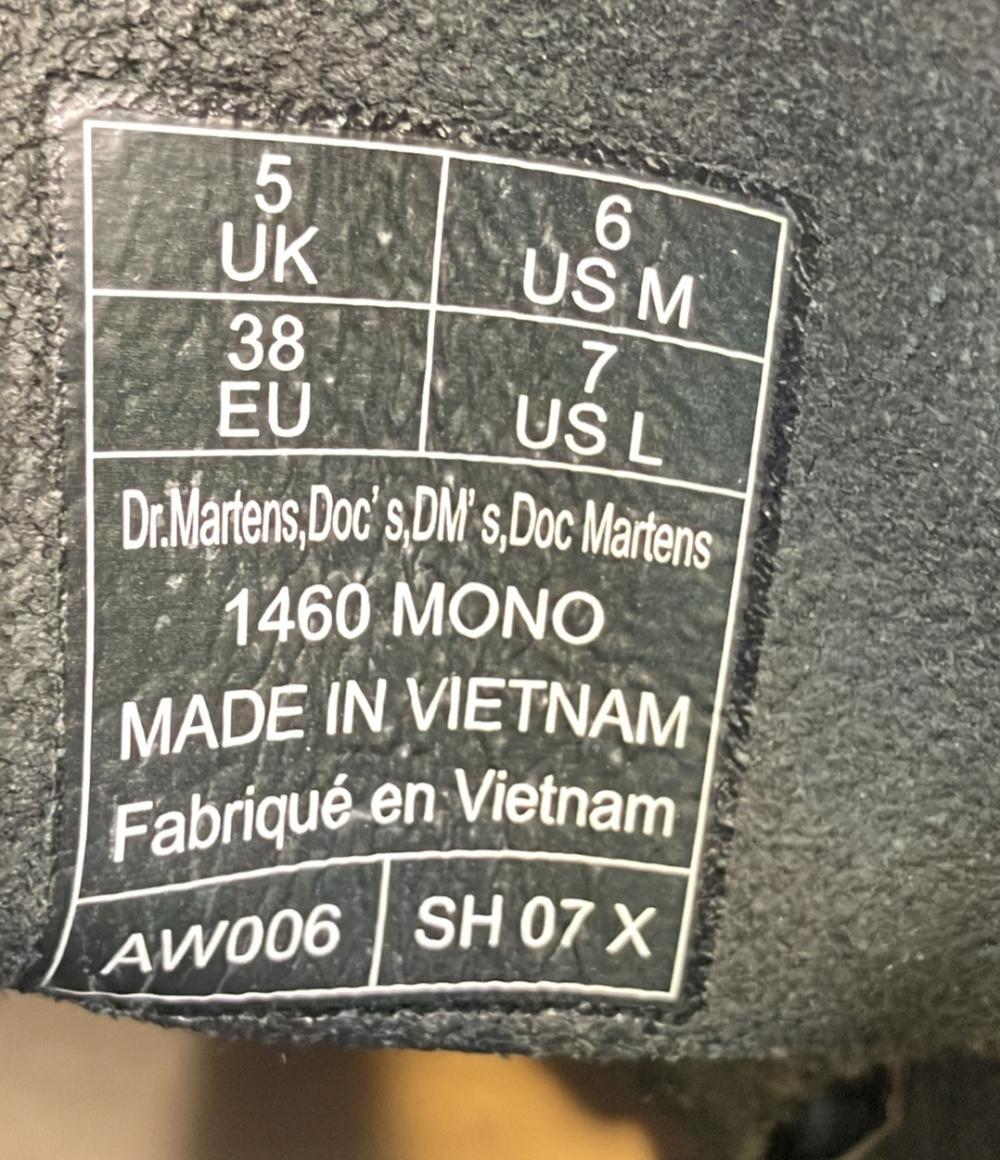 5
UK
6
US M
38
EU
7
US L
Dr.Martens,Doc's,DM's,Doc Martens
1460 MONO
MADE IN VIETNAM
Fabriqué en Vietnam
AW006
SH 07 X